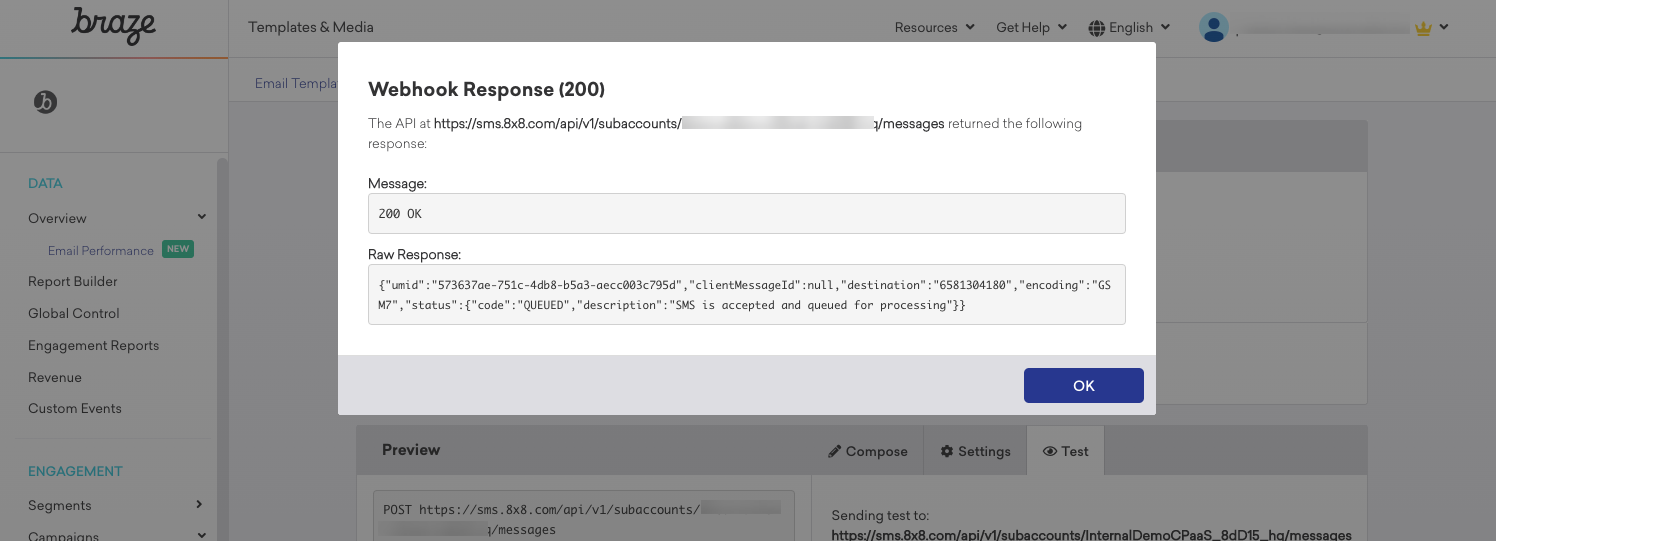 braze
Templates & Media
Resources
Get Help
English
Email Templa
Webhook Response (200)
The API at https://sms.8x8.com/api/v1/subaccounts/ /messages returned the following
response:
Message:
200 OK
Raw Response:
{"umid":"573637ae-751c-4db8-b5a3-aecc003c795d","clientMessageId":null,"destination":"6581304180","encoding":"GS
M7","status":{"code":"QUEUED","description":"SMS is accepted and queued for processing"}}
OK
DATA
Overview
Email Performance NEW
Report Builder
Global Control
Engagement Reports
Revenue
Custom Events
ENGAGEMENT
Segments
Campaigns
Preview
Compose
Settings
Test
POST https://sms.8x8.com/api/v1/subaccounts/
/messages
Sending test to:
https://sms.8x8.com/api/v1/subaccounts/InternalDemoCPaaS_8dD15_hq/messages